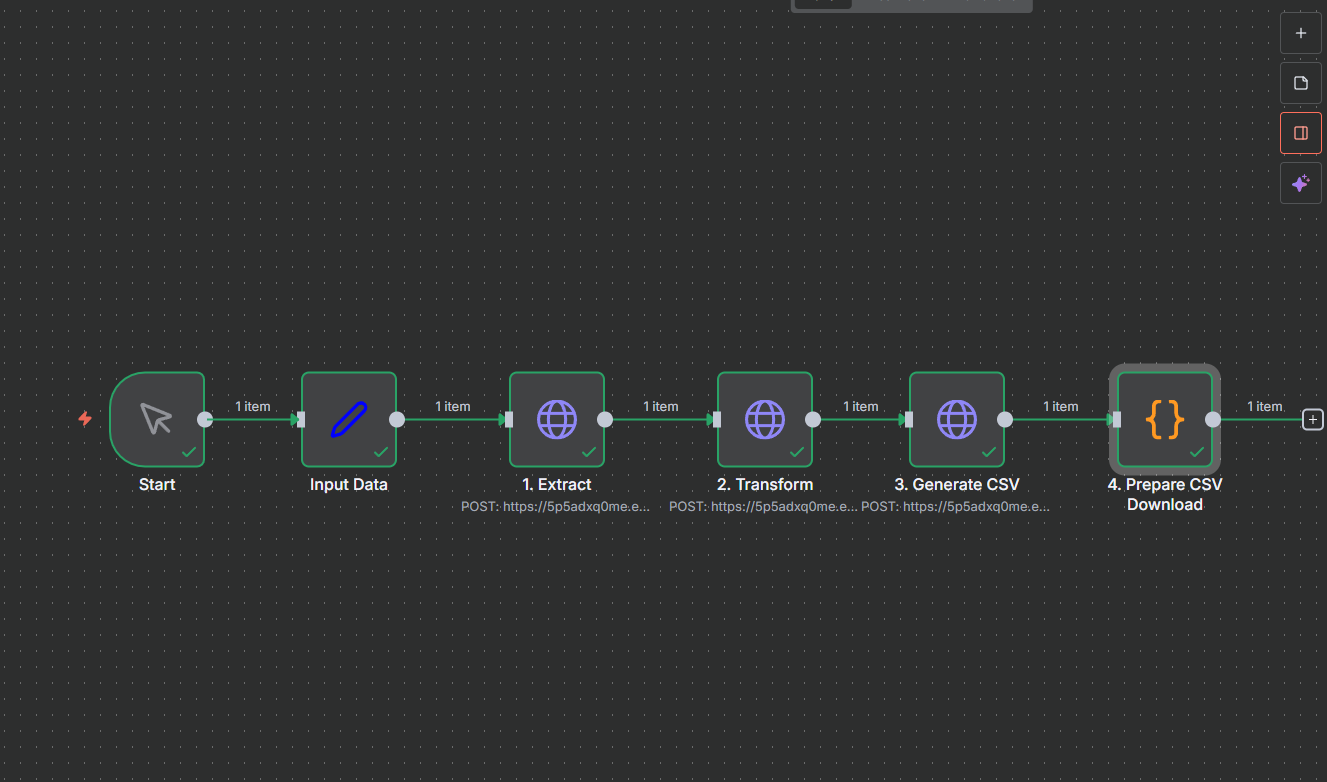 1 item
1 item
1 item
1 item
1 item
1 item
Start
Input Data
1. Extract
POST: https://5p5adxq0me.e...
2. Transform
POST: https://5p5adxq0me.e...
3. Generate CSV
POST: https://5p5adxq0me.e...
4. Prepare CSV
Download